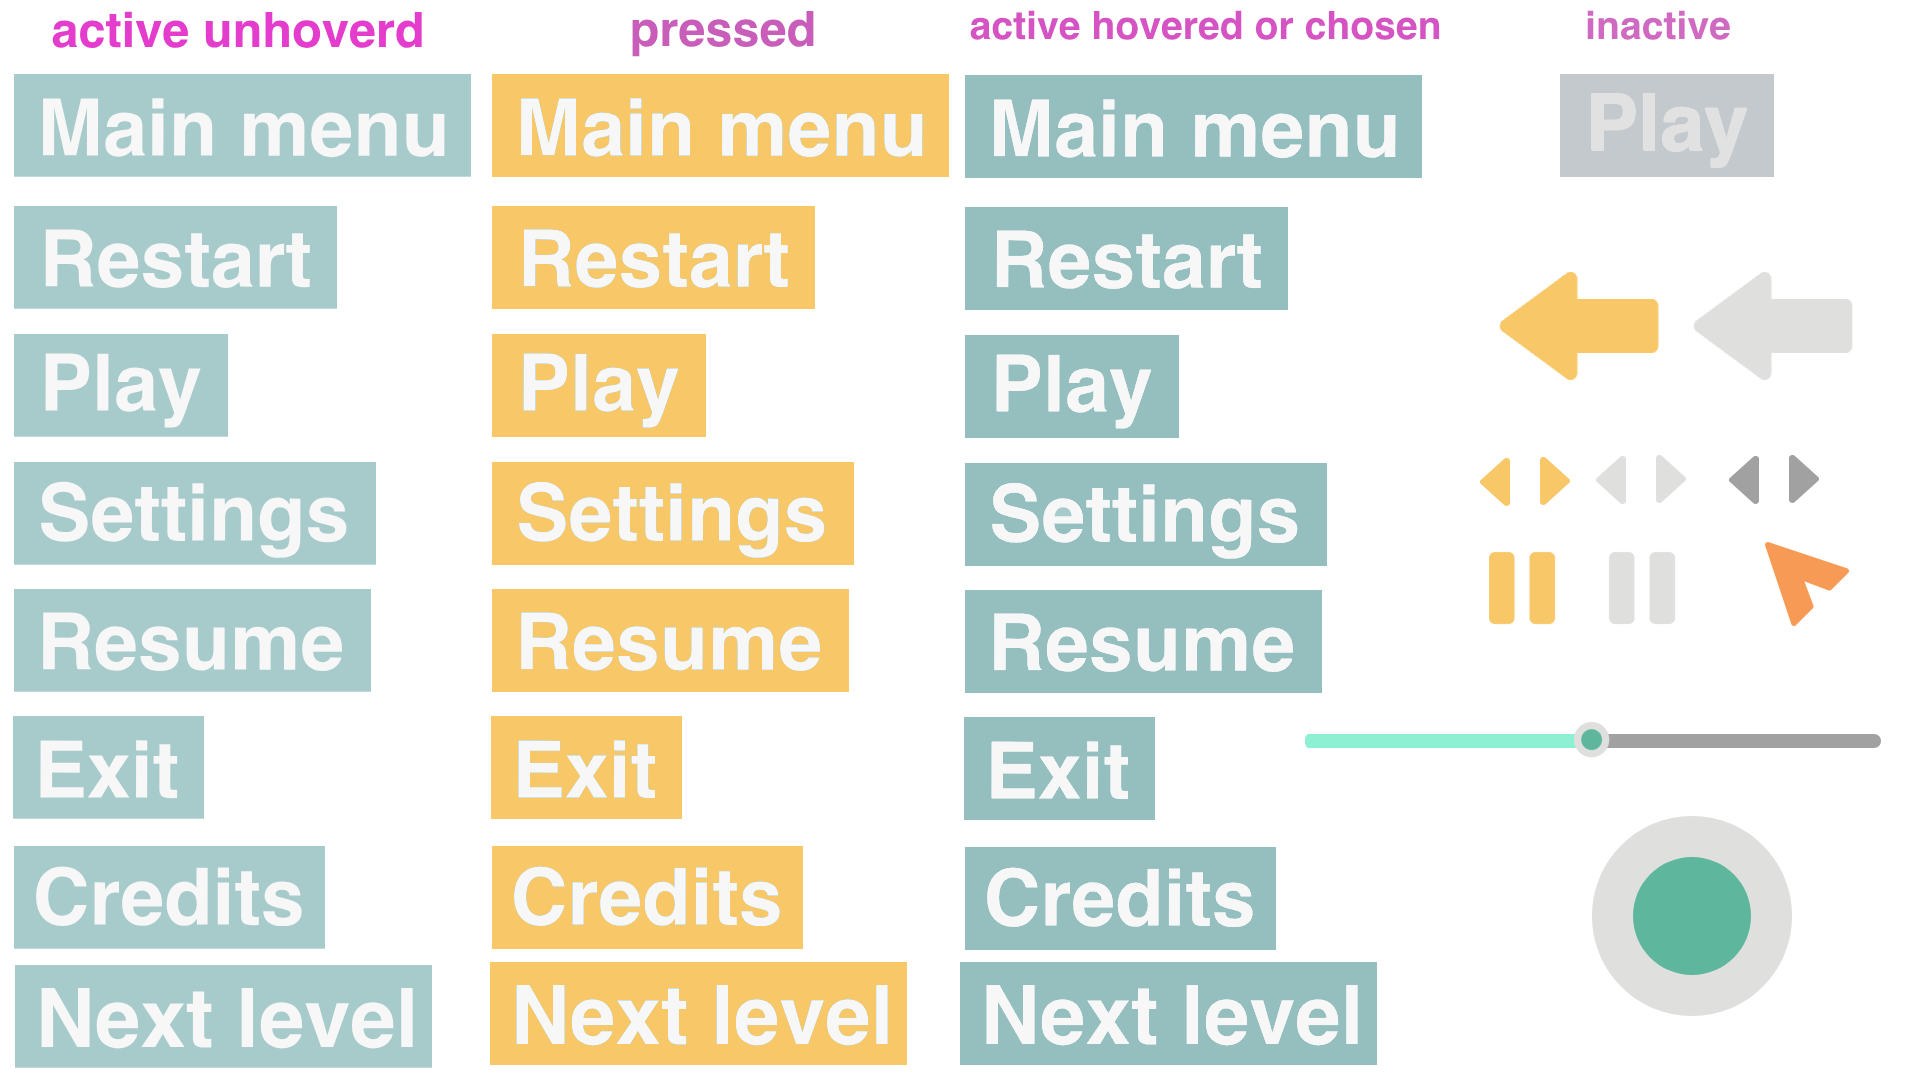 active unhoverd
pressed
active hovered or chosen
inactive
Main menu
Main menu
Main menu
Play
Restart
Restart
Restart
Play
Play
Play
Settings
Settings
Settings
Resume
Resume
Resume
Exit
Exit
Exit
Credits
Credits
Credits
Next level
Next level
Next level